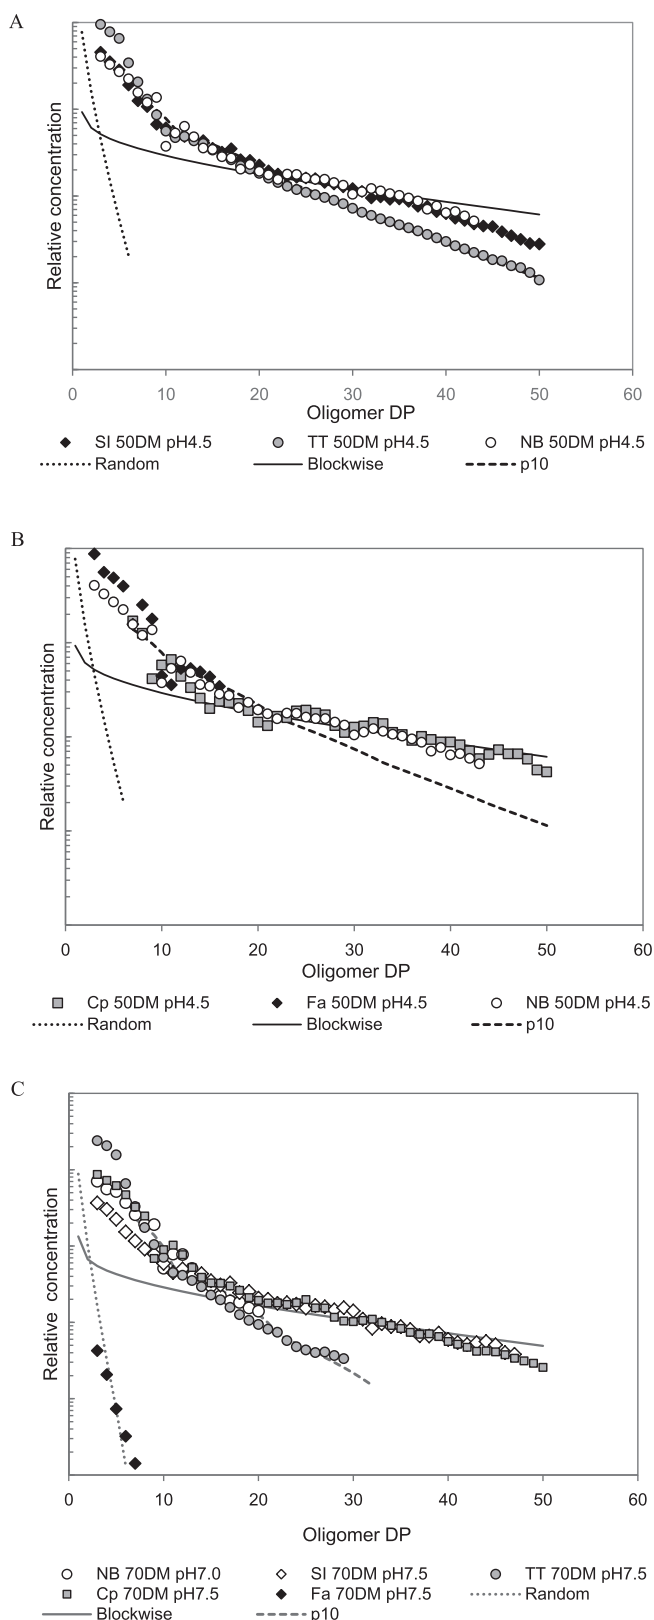 A
Relative concentration
0 10 20 30 40 50 60
Oligomer DP
SI 50DM pH4.5 TT 50DM pH4.5 NB 50DM pH4.5
Random Blockwise p10
B
Relative concentration
0 10 20 30 40 50 60
Oligomer DP
Cp 50DM pH4.5 Fa 50DM pH4.5 NB 50DM pH4.5
Random Blockwise p10
C
Relative concentration
0 10 20 30 40 50 60
Oligomer DP
NB 70DM pH7.0 SI 70DM pH7.5 TT 70DM pH7.5
Cp 70DM pH7.5 Fa 70DM pH7.5 Random
Blockwise p10